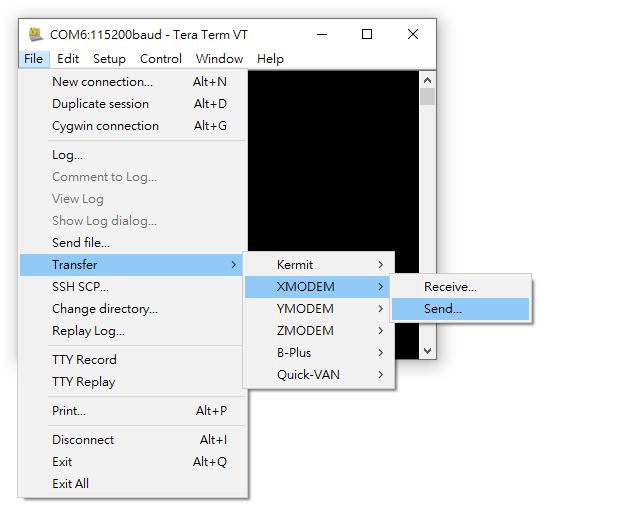 COM6:115200baud - Tera Term VT
File Edit Setup Control Window Help
New connection... Alt+N
Duplicate session Alt+D
Cygwin connection Alt+G
Log...
Comment to Log...
View Log
Show Log dialog...
Send file...
Transfer
SSH SCP...
Change directory...
Replay Log...
TTY Record
TTY Replay
Print... Alt+P
Disconnect Alt+I
Exit Alt+Q
Exit All
Kermit
XMODEM
YMODEM
ZMODEM
B-Plus
Quick-VAN
Receive...
Send...